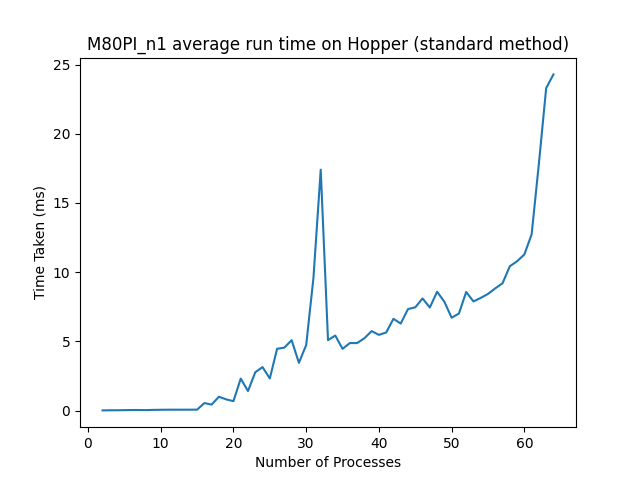 M80PI_n1 average run time on Hopper (standard method)
25
20
15
10
5
0
Time Taken (ms)
0 10 20 30 40 50 60
Number of Processes